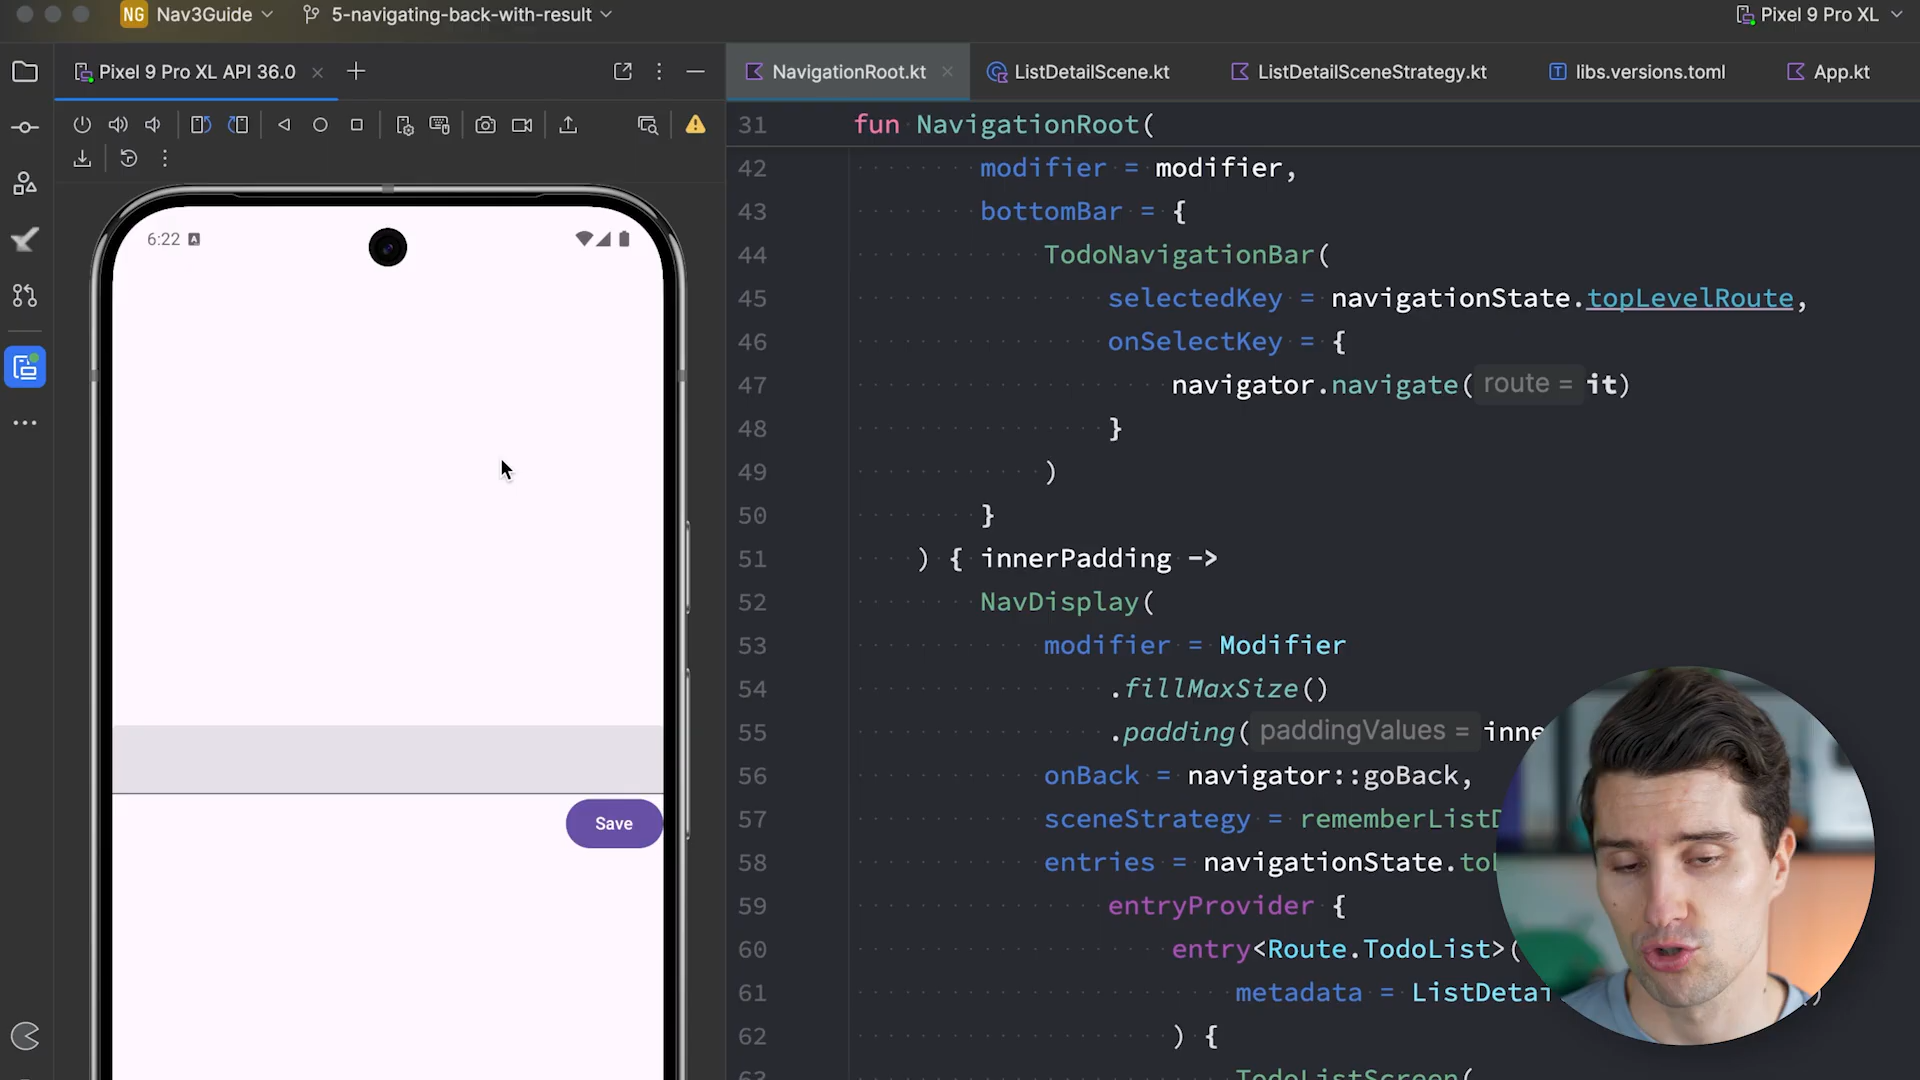 NG Nav3Guide 5-navigating-back-with-result Pixel 9 Pro XL
Pixel 9 Pro XL API 36.0
NavigationRoot.kt ListDetailScene.kt ListDetailSceneStrategy.kt libs.versions.toml App.kt
6:22 A
Save
31 fun NavigationRoot(
42 modifier = modifier,
43 bottomBar = {
44 TodoNavigationBar(
45 selectedKey = navigationState.topLevelRoute,
46 onSelectKey = {
47 navigator.navigate( route = it)
48 }
49 )
50 }
51 ) { innerPadding ->
52 NavDisplay(
53 modifier = Modifier
54 .fillMaxSize()
55 .padding( paddingValues = inne
56 onBack = navigator::goBack,
57 sceneStrategy = rememberListD
58 entries = navigationState.to
59 entryProvider {
60 entry<Route.TodoList>(
61 metadata = ListDetai )
62 ) {
63 TodoListScreen(